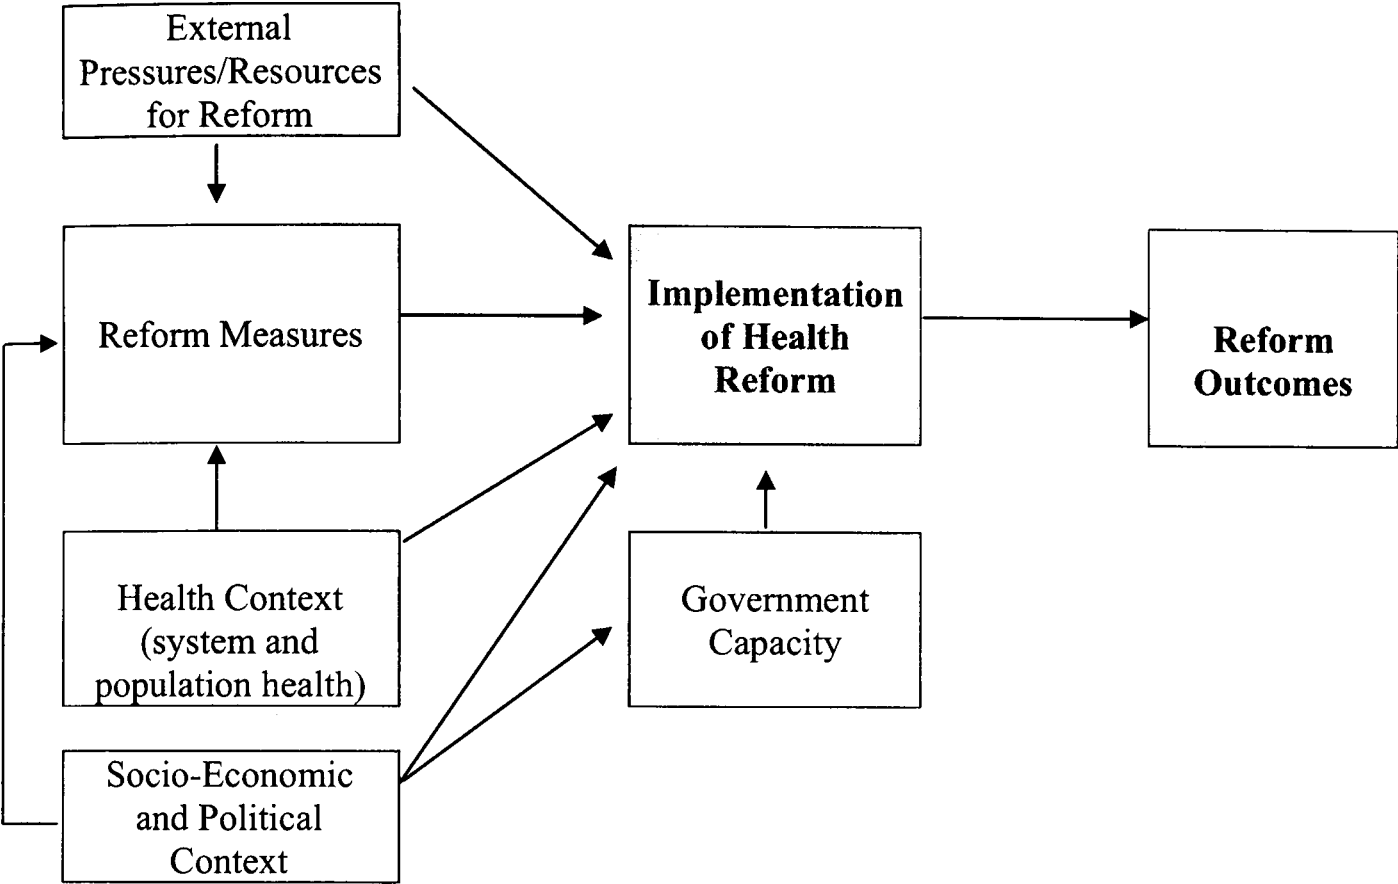 External
Pressures/Resources
for Reform
Reform Measures
Implementation
of Health
Reform
Reform
Outcomes
Health Context
(system and
population health)
Government
Capacity
Socio-Economic
and Political
Context